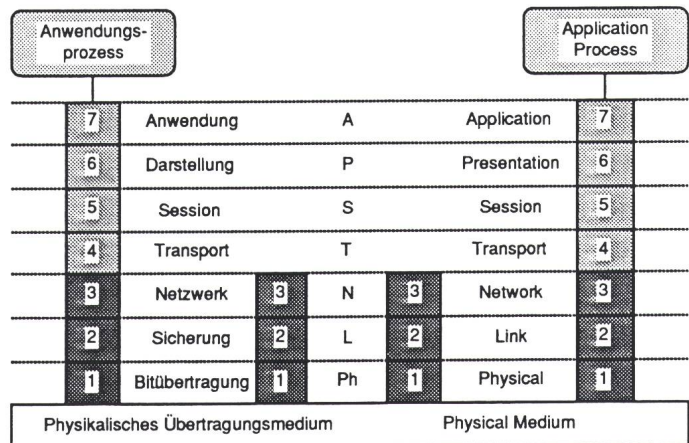 Anwendungs-
prozess
Application
Process
7 Anwendung A Application 7
6 Darstellung P Presentation 6
5 Session S Session 5
4 Transport T Transport 4
3 Netzwerk 3 N 3 Network 3
2 Sicherung 2 L 2 Link 2
1 Bitübertragung 1 Ph 1 Physical 1
Physikalisches Übertragungsmedium Physical Medium